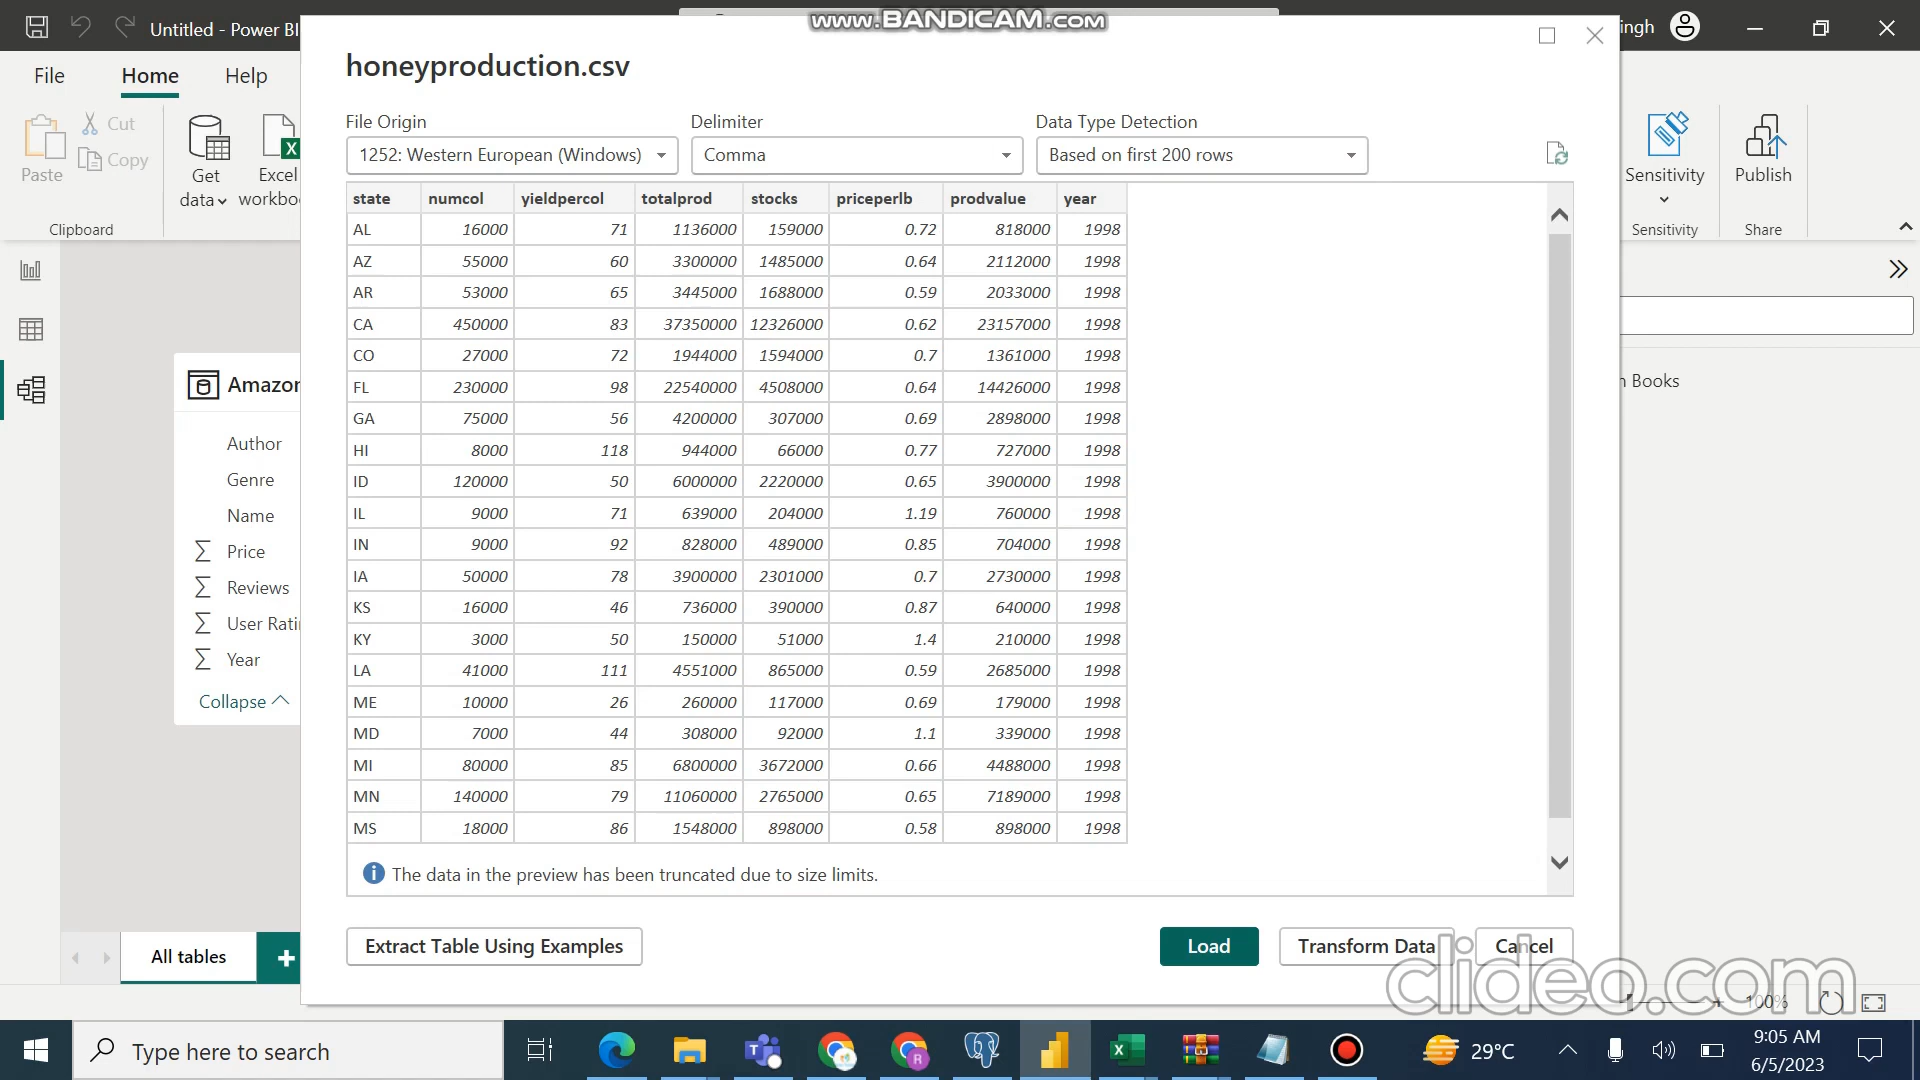 www.BANDICAM.com
Untitled - Power BI
ingh
File
Home
Help
Paste
Cut
Copy
Clipboard
Get
data
Excel
workbo
Sensitivity
Sensitivity
Publish
Share
honeyproduction.csv
File Origin
Delimiter
Data Type Detection
1252: Western European (Windows)
Comma
Based on first 200 rows
state numcol yieldpercol totalprod stocks priceperlb prodvalue year
AL 16000 71 1136000 159000 0.72 818000 1998
AZ 55000 60 3300000 1485000 0.64 2112000 1998
AR 53000 65 3445000 1688000 0.59 2033000 1998
CA 450000 83 37350000 12326000 0.62 23157000 1998
CO 27000 72 1944000 1594000 0.7 1361000 1998
FL 230000 98 22540000 4508000 0.64 14426000 1998
GA 75000 56 4200000 307000 0.69 2898000 1998
HI 8000 118 944000 66000 0.77 727000 1998
ID 120000 50 6000000 2220000 0.65 3900000 1998
IL 9000 71 639000 204000 1.19 760000 1998
IN 9000 92 828000 489000 0.85 704000 1998
IA 50000 78 3900000 2301000 0.7 2730000 1998
KS 16000 46 736000 390000 0.87 640000 1998
KY 3000 50 150000 51000 1.4 210000 1998
LA 41000 111 4551000 865000 0.59 2685000 1998
ME 10000 26 260000 117000 0.69 179000 1998
MD 7000 44 308000 92000 1.1 339000 1998
MI 80000 85 6800000 3672000 0.66 4488000 1998
MN 140000 79 11060000 2765000 0.65 7189000 1998
MS 18000 86 1548000 898000 0.58 898000 1998
The data in the preview has been truncated due to size limits.
Extract Table Using Examples
Load
Transform Data
Cancel
Amazon
Author
Genre
Name
Price
Reviews
User Rati
Year
Collapse
n Books
All tables
100%
clideo.com
Type here to search
29°C
9:05 AM
6/5/2023